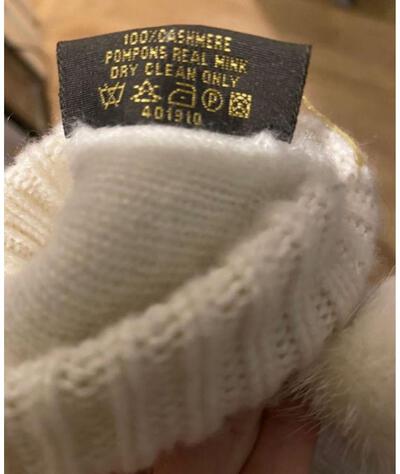 100%CASHMERE
POMPONS REAL MINK
DRY CLEAN ONLY
P
401910